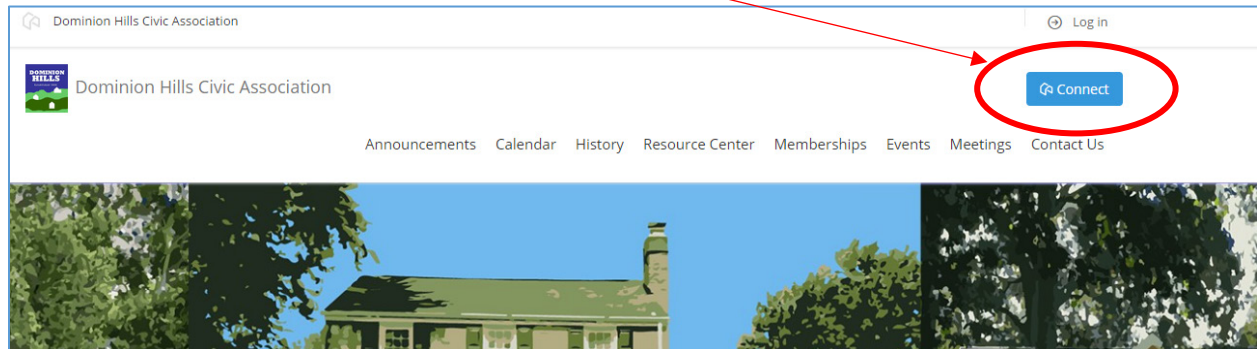 Dominion Hills Civic Association
Log in
DOMINION
HILLS
Dominion Hills Civic Association
Connect
Announcements Calendar History Resource Center Memberships Events Meetings Contact Us